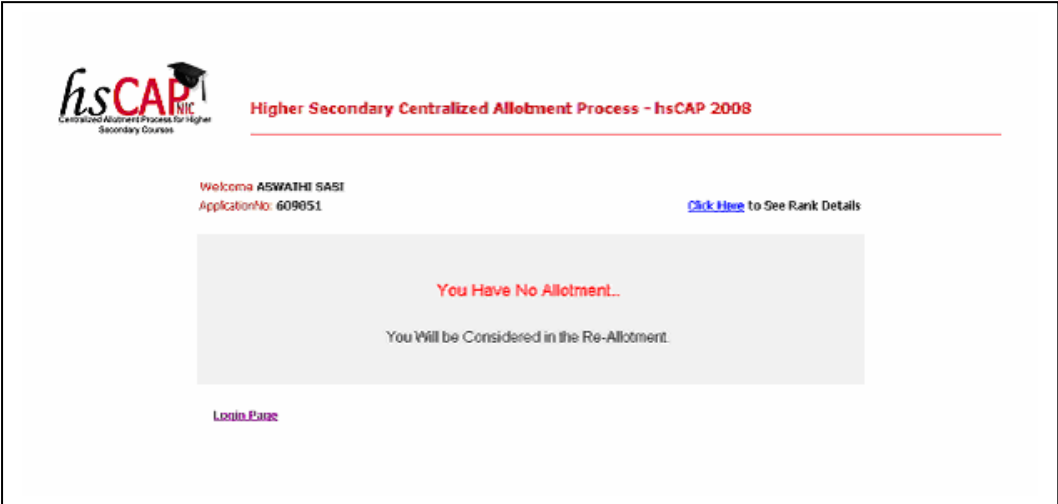 hsCAP
NIC
Centralized Allotment Process for Higher
Secondary Courses
Higher Secondary Centralized Allotment Process - hsCAP 2008
Welcome ASWATHI SASI
ApplicationNo: 609851
Click Here to See Rank Details
You Have No Allotment..
You Will be Considered in the Re-Allotment.
Login Page